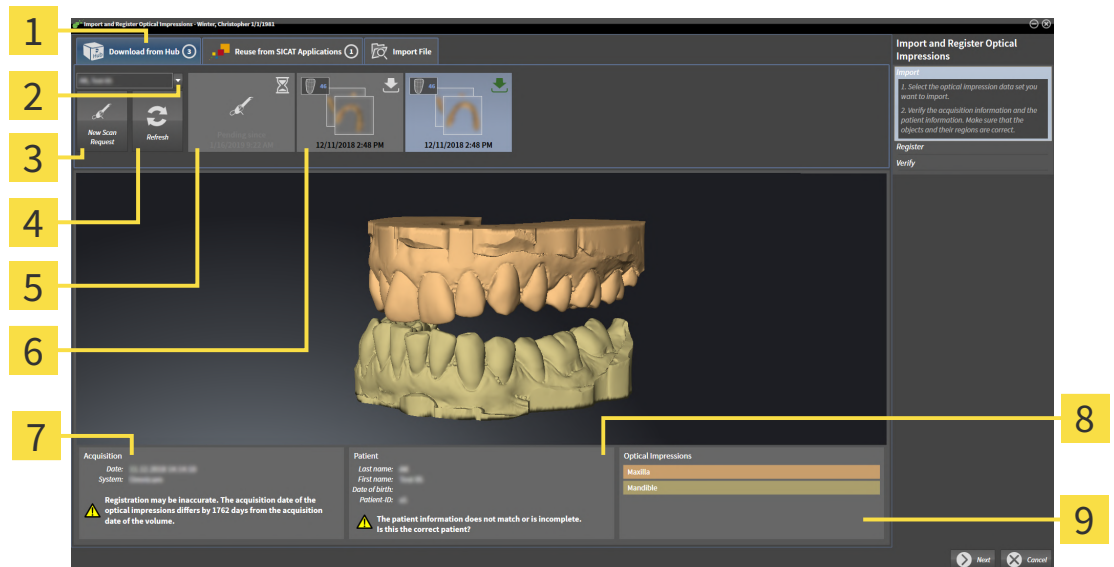 1
2
3
4
5
6
7
8
9
Import and Register Optical Impressions - Winter, Christopher 1/1/1981
Download from Hub 3
Reuse from SICAT Applications 1
Import File
New Scan
Request
Refresh
46
12/11/2018 2:48 PM
46
12/11/2018 2:48 PM
Import and Register Optical
Impressions
Import
1. Select the optical impression data set you
want to import.
2. Verify the acquisition information and the
patient information. Make sure that the
objects and their regions are correct.
Register
Verify
Acquisition
Date:
System:
Registration may be inaccurate. The acquisition date of the
optical impressions differs by 1762 days from the acquisition
date of the volume.
Patient
Last name:
First name:
Date of birth:
Patient-ID:
The patient information does not match or is incomplete.
Is this the correct patient?
Optical Impressions
Maxilla
Mandible
Next
Cancel